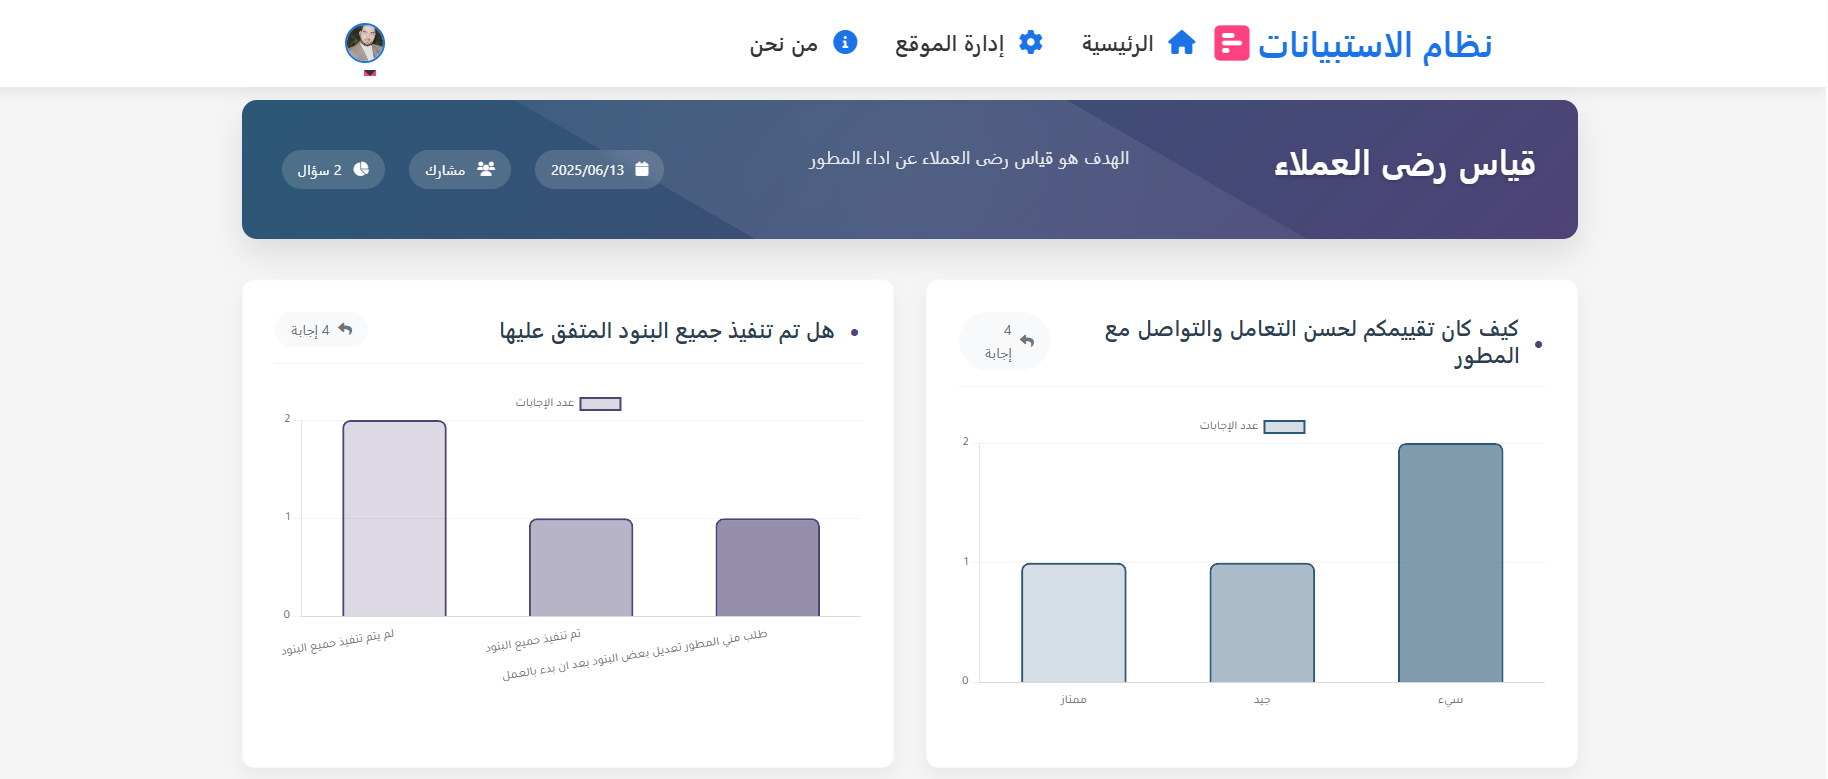 نظام الاستبيانات
الرئيسية
إدارة الموقع
من نحن
قياس رضى العملاء
الهدف هو قياس رضى العملاء عن اداء المطور
2025/06/13
مشارك
2 سؤال
كيف كان تقييمكم لحسن التعامل والتواصل مع
المطور
4
إجابة
عدد الإجابات
2
1
0
ممتاز
جيد
سيء
هل تم تنفيذ جميع البنود المتفق عليها
4 إجابة
عدد الإجابات
2
1
0
لم يتم تنفيذ حميع البنود
تم تنفيذ حميع البنود
طلب مني المطور تعديل بعض البنود بعد ان بدء بالعمل